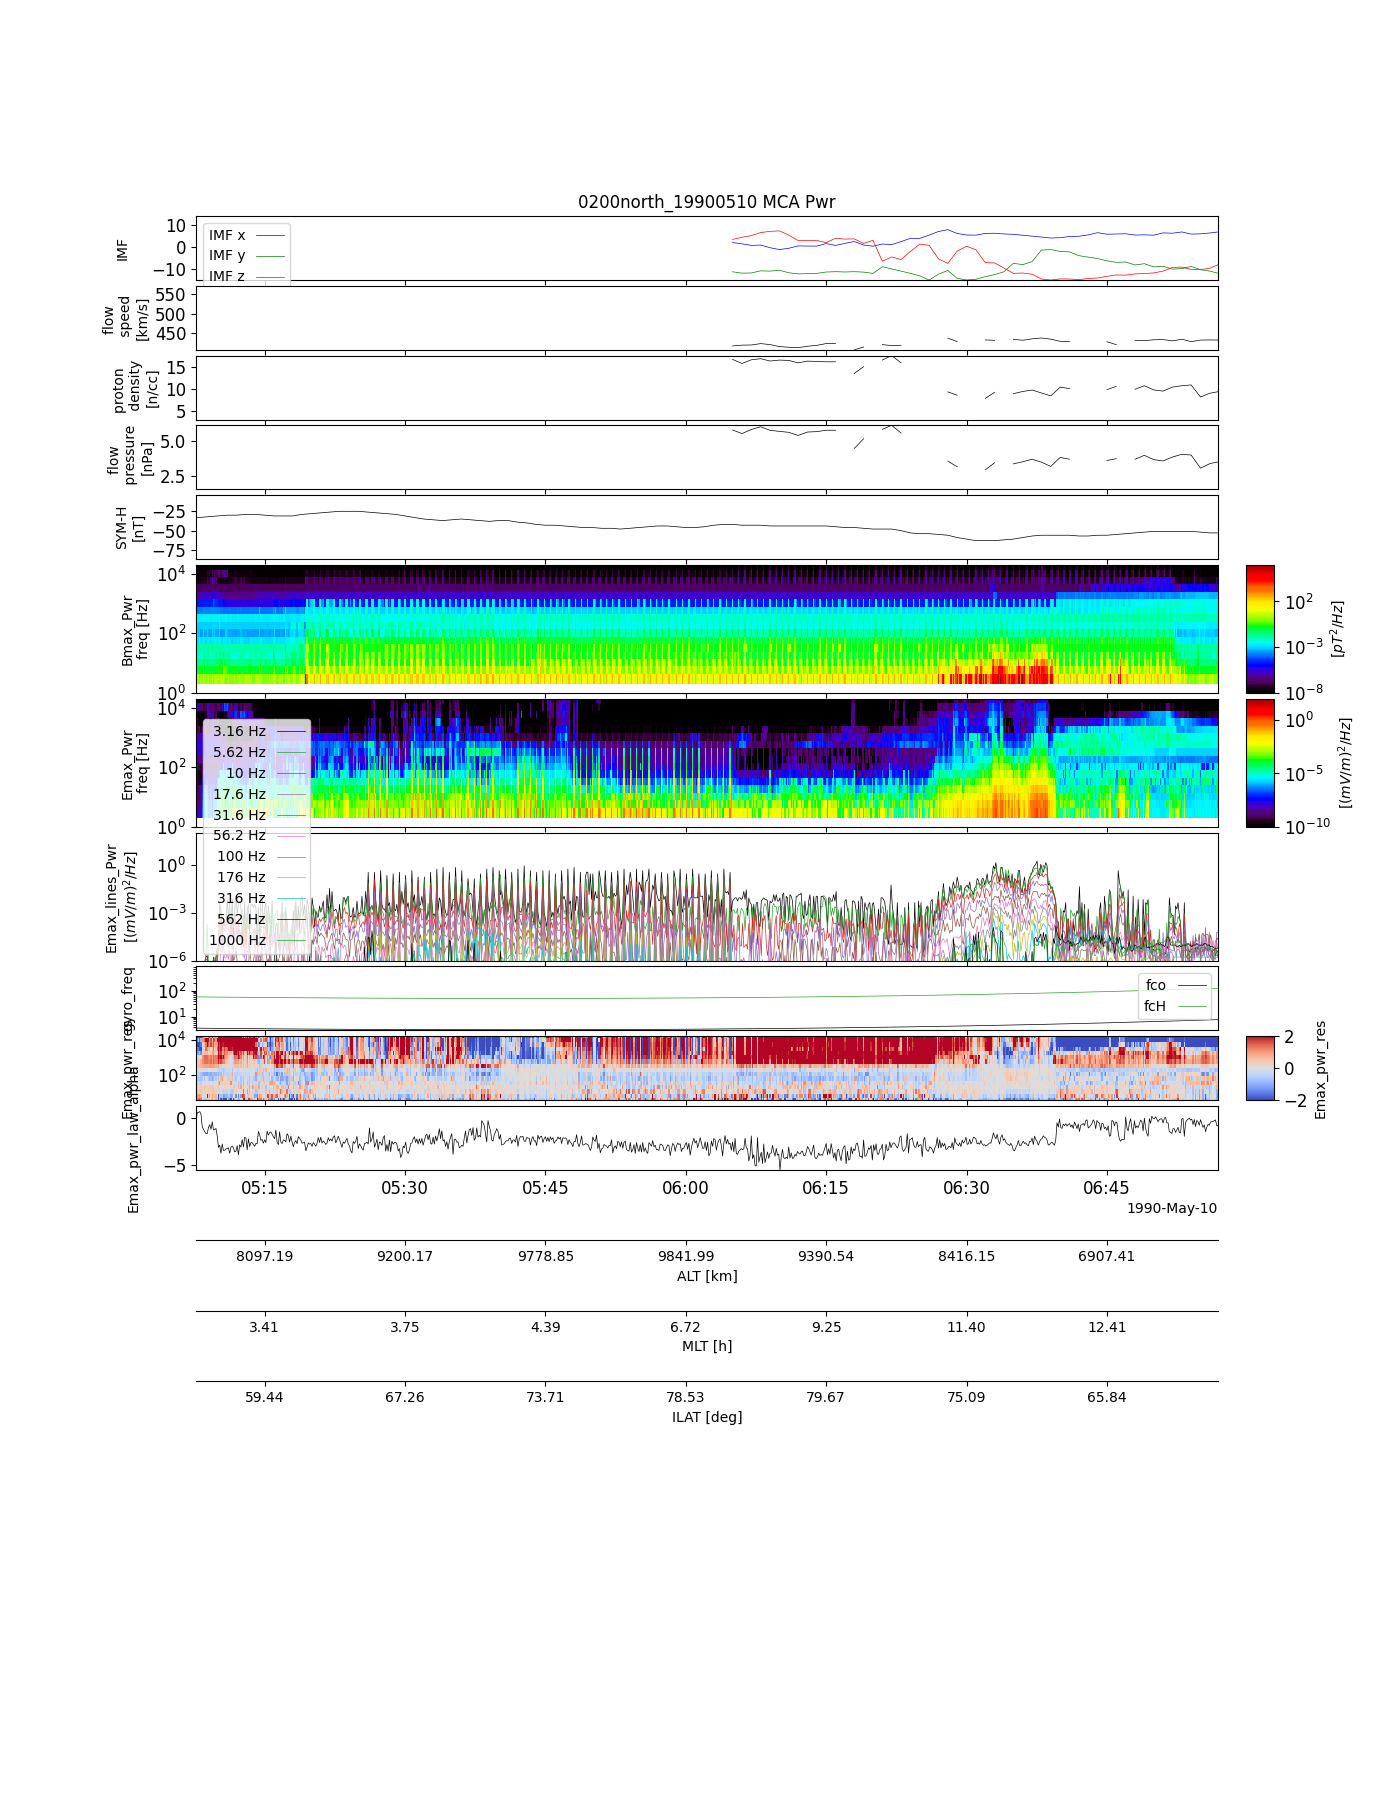 0200north_19900510 MCA Pwr
IMF
10
0
−10
IMF x
IMF y
IMF z
flow
speed
[km/s]
550
500
450
proton
density
[n/cc]
15
10
5
flow
pressure
[nPa]
5.0
2.5
SYM-H
[nT]
−25
−50
−75
Bmax_Pwr
freq [Hz]
10^4
10^2
10^0
10^2
10^−3
10^−8
[pT^2/Hz]
Emax_Pwr
freq [Hz]
10^4
10^2
10^0
10^0
10^−5
10^−10
[(mV/m)^2/Hz]
3.16 Hz
5.62 Hz
10 Hz
17.6 Hz
31.6 Hz
56.2 Hz
100 Hz
176 Hz
316 Hz
562 Hz
1000 Hz
Emax_lines_Pwr
[(mV/m)^2/Hz]
10^0
10^−3
10^−6
gyro_freq
10^2
10^1
fco
fcH
Emax_pwr_res
10^4
10^2
2
0
−2
Emax_pwr_res
Emax_pwr_law_alpha
0
−5
05:15 05:30 05:45 06:00 06:15 06:30 06:45
1990-May-10
8097.19 9200.17 9778.85 9841.99 9390.54 8416.15 6907.41
ALT [km]
3.41 3.75 4.39 6.72 9.25 11.40 12.41
MLT [h]
59.44 67.26 73.71 78.53 79.67 75.09 65.84
ILAT [deg]